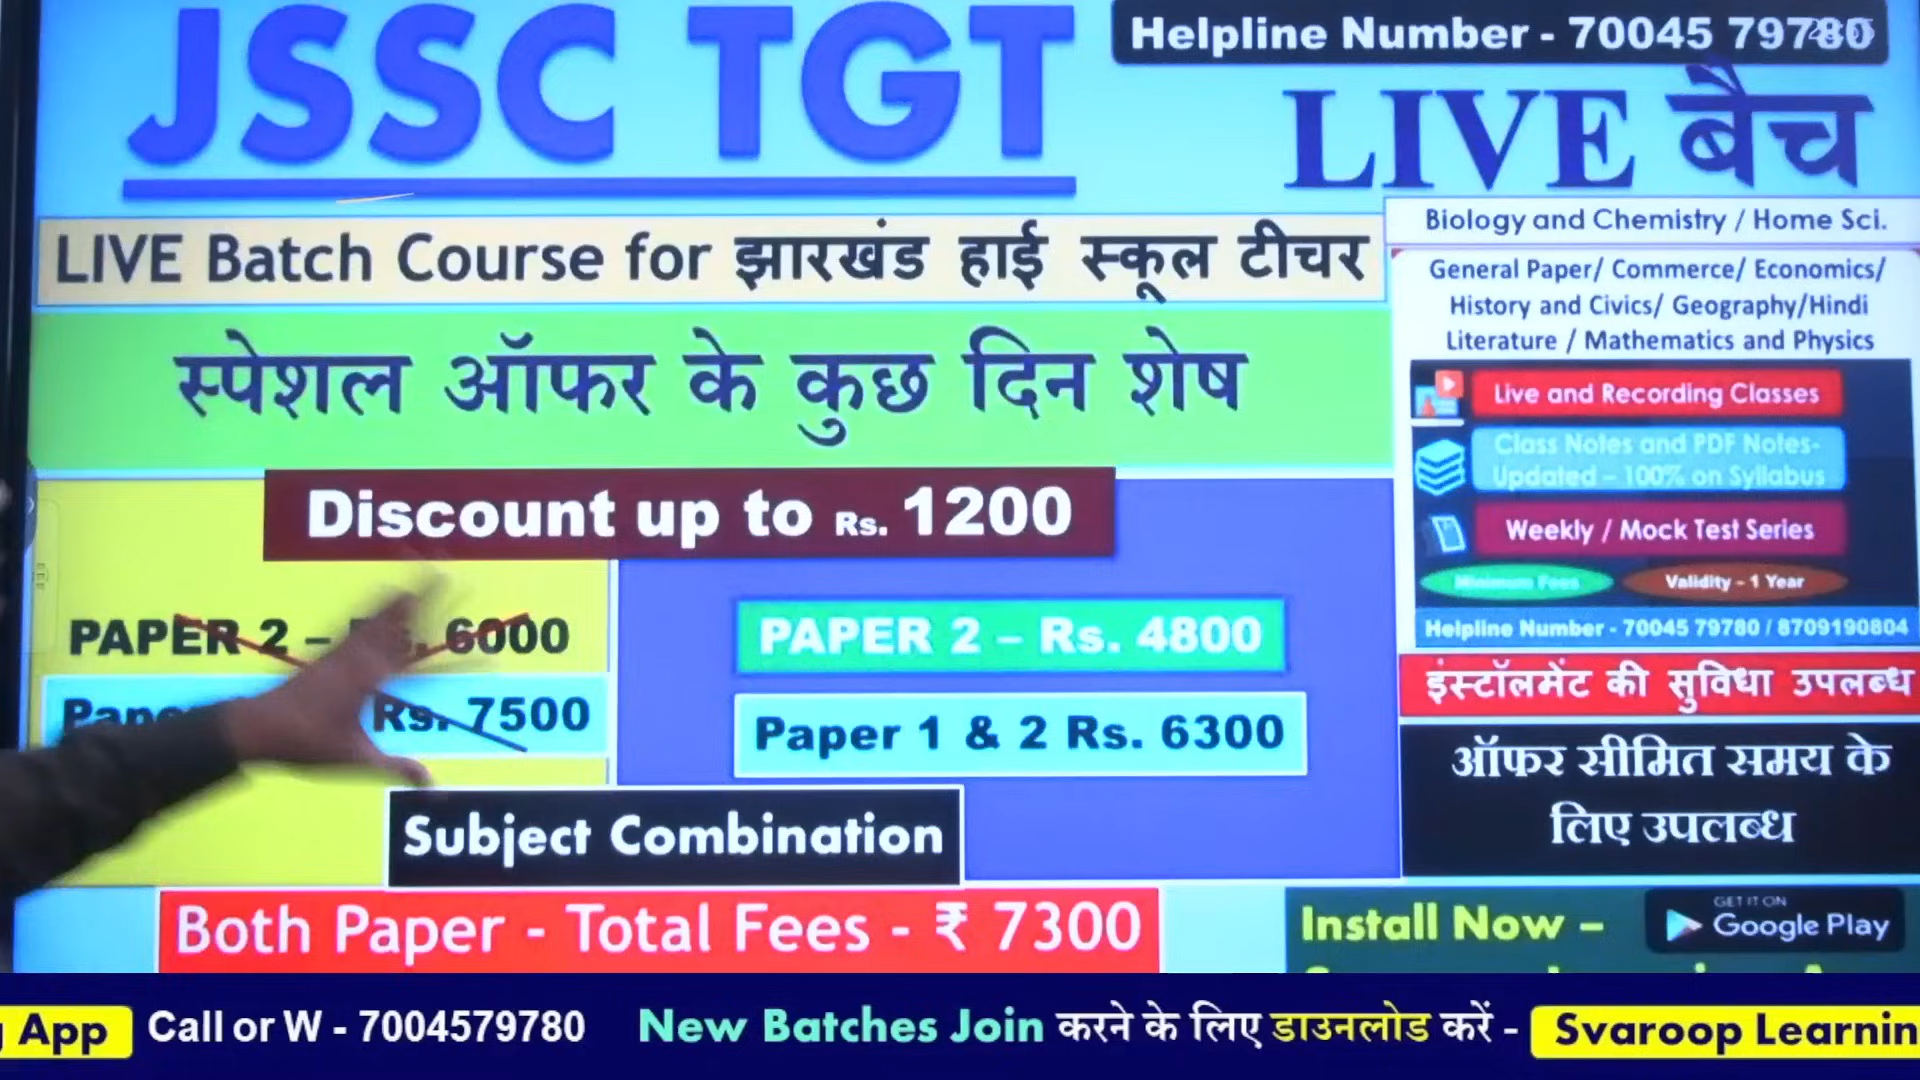 JSSC TGT
Helpline Number - 70045 79780
LIVE बैच
LIVE Batch Course for झारखंड हाई स्कूल टीचर
Biology and Chemistry / Home Sci.
General Paper/ Commerce/ Economics/
History and Civics/ Geography/Hindi
Literature / Mathematics and Physics
स्पेशल ऑफर के कुछ दिन शेष
Live and Recording Classes
Class Notes and PDF Notes-
Updated – 100% on Syllabus
Weekly / Mock Test Series
Minimum Fees
Validity - 1 Year
Helpline Number - 70045 79780 / 8709190804
Discount up to Rs. 1200
PAPER 2 – Rs. 6000
Rs. 7500
PAPER 2 – Rs. 4800
Paper 1 & 2 Rs. 6300
इंस्टॉलमेंट की सुविधा उपलब्ध
ऑफर सीमित समय के
लिए उपलब्ध
Subject Combination
Both Paper - Total Fees - ₹ 7300
Install Now –
GET IT ON
Google Play
App
Call or W - 7004579780
New Batches Join करने के लिए डाउनलोड करें -
Svaroop Learnin